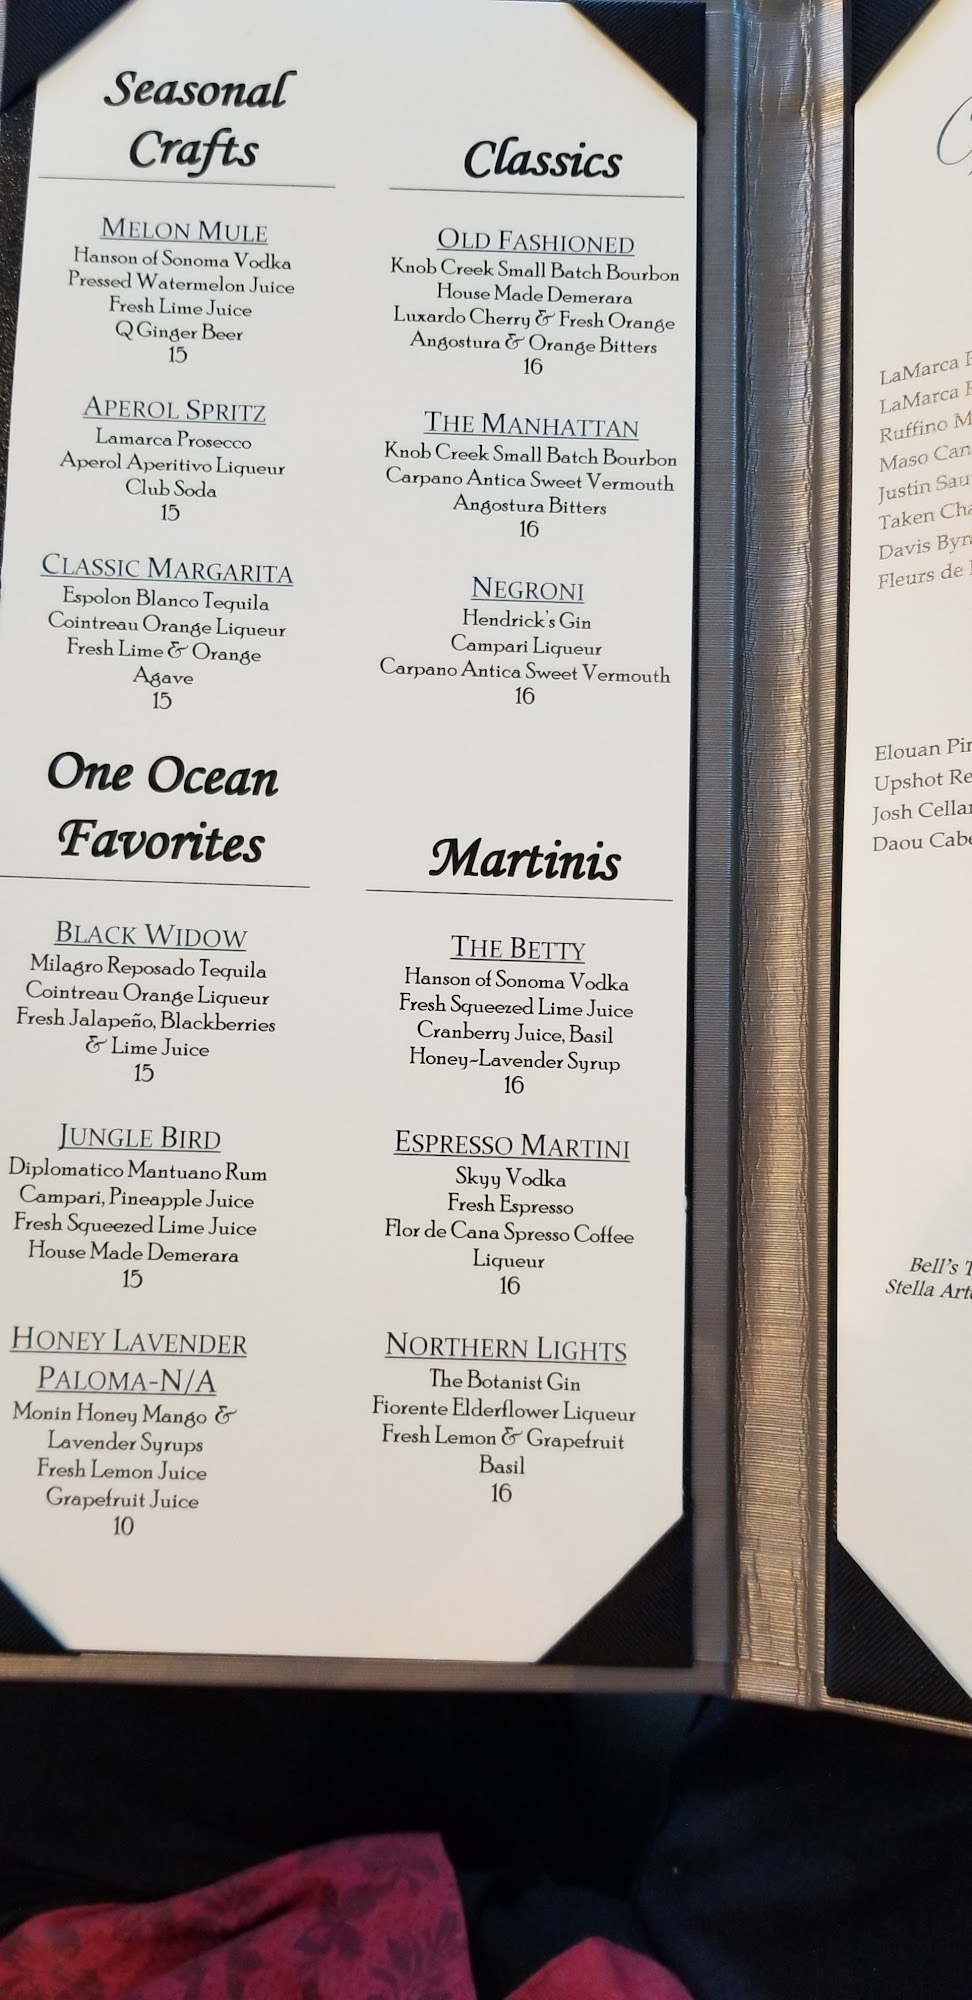 Seasonal
Crafts
MELON MULE
Hanson of Sonoma Vodka
Pressed Watermelon Juice
Fresh Lime Juice
Q Ginger Beer
15
APEROL SPRITZ
Lamarca Prosecco
Aperol Aperitivo Liqueur
Club Soda
15
CLASSIC MARGARITA
Espolon Blanco Tequila
Cointreau Orange Liqueur
Fresh Lime & Orange
Agave
15
One Ocean
Favorites
BLACK WIDOW
Milagro Reposado Tequila
Cointreau Orange Liqueur
Fresh Jalapeño, Blackberries
& Lime Juice
15
JUNGLE BIRD
Diplomatico Mantuano Rum
Campari, Pineapple Juice
Fresh Squeezed Lime Juice
House Made Demerara
15
HONEY LAVENDER
PALOMA-N/A
Monin Honey Mango &
Lavender Syrups
Fresh Lemon Juice
Grapefruit Juice
10
Classics
OLD FASHIONED
Knob Creek Small Batch Bourbon
House Made Demerara
Luxardo Cherry & Fresh Orange
Angostura & Orange Bitters
16
THE MANHATTAN
Knob Creek Small Batch Bourbon
Carpano Antica Sweet Vermouth
Angostura Bitters
16
NEGRONI
Hendrick's Gin
Campari Liqueur
Carpano Antica Sweet Vermouth
16
Martinis
THE BETTY
Hanson of Sonoma Vodka
Fresh Squeezed Lime Juice
Cranberry Juice, Basil
Honey-Lavender Syrup
16
ESPRESSO MARTINI
Skyy Vodka
Fresh Espresso
Flor de Cana Spresso Coffee
Liqueur
16
NORTHERN LIGHTS
The Botanist Gin
Fiorente Elderflower Liqueur
Fresh Lemon & Grapefruit
Basil
16
LaMarca
LaMarca
Ruffino
Maso
Justin
Taken
Davis
Fleurs de
Elouan
Upshot
Josh
Daou
Bell's
Stella